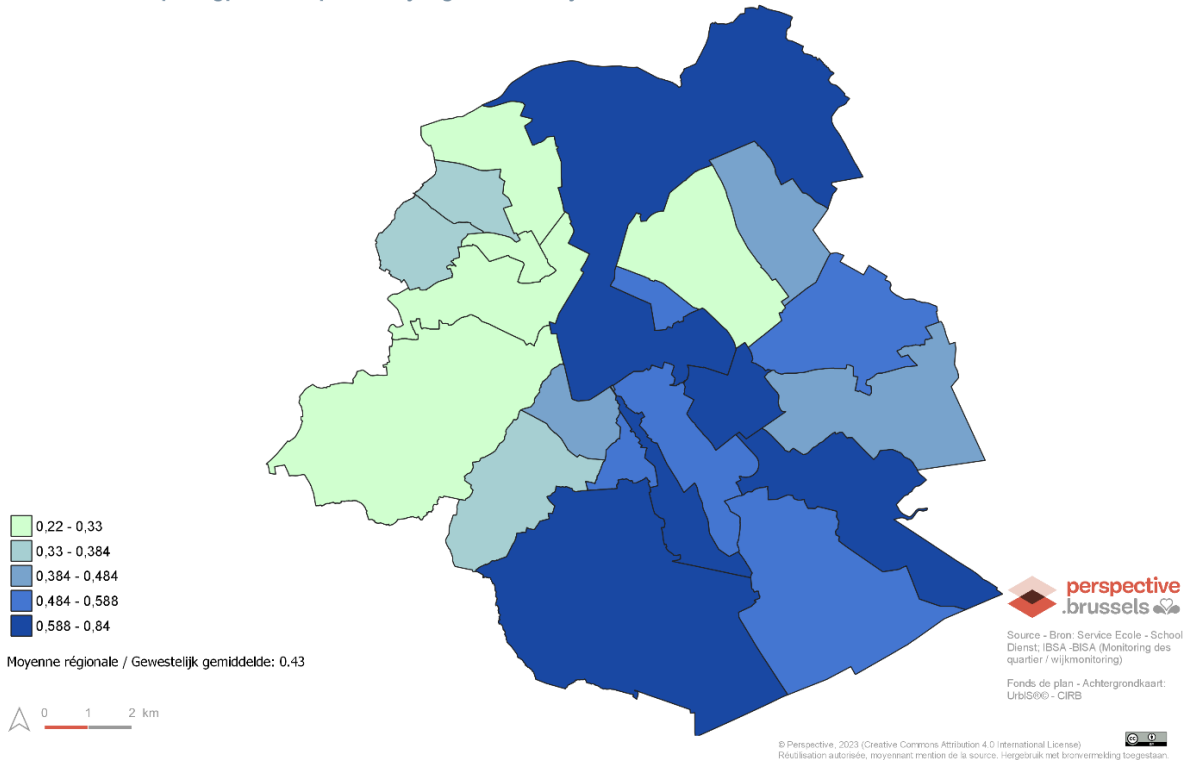 0,22 - 0,33
0,33 - 0,384
0,384 - 0,484
0,484 - 0,588
0,588 - 0,84
Moyenne régionale / Gewestelijk gemiddelde: 0.43
0 1 2 km
perspective
.brussels
Source - Bron: Service Ecole - School
Dienst; IBSA -BISA (Monitoring des
quartier / wijkmonitoring)
Fonds de plan - Achtergrondkaart:
UrbIS®© - CIRB
© Perspective, 2023 (Creative Commons Attribution 4.0 International License)
Réutilisation autorisée, moyennant mention de la source. Hergebruik met bronvermelding toegestaan.